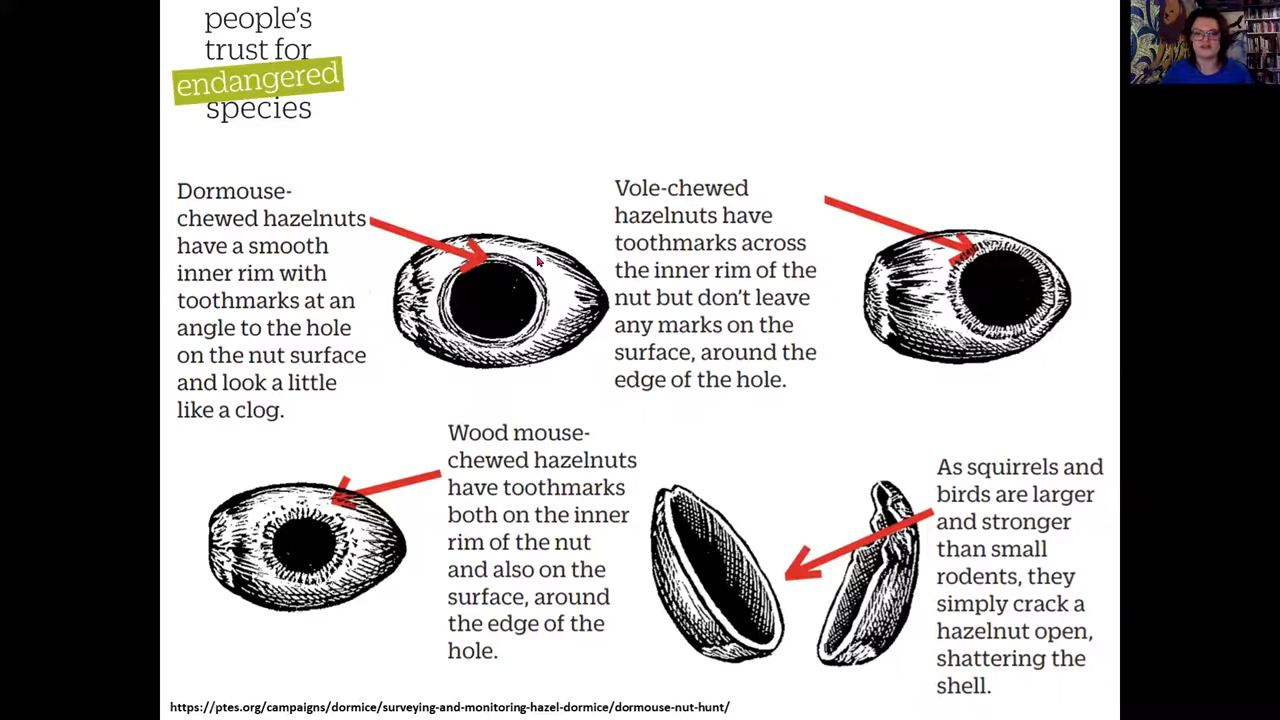 people's
trust for
endangered
species
Dormouse-
chewed hazelnuts
have a smooth
inner rim with
toothmarks at an
angle to the hole
on the nut surface
and look a little
like a clog.
Vole-chewed
hazelnuts have
toothmarks across
the inner rim of the
nut but don't leave
any marks on the
surface, around the
edge of the hole.
Wood mouse-
chewed hazelnuts
have toothmarks
both on the inner
rim of the nut
and also on the
surface, around
the edge of the
hole.
As squirrels and
birds are larger
and stronger
than small
rodents, they
simply crack a
hazelnut open,
shattering the
shell.
https://ptes.org/campaigns/dormice/surveying-and-monitoring-hazel-dormice/dormouse-nut-hunt/